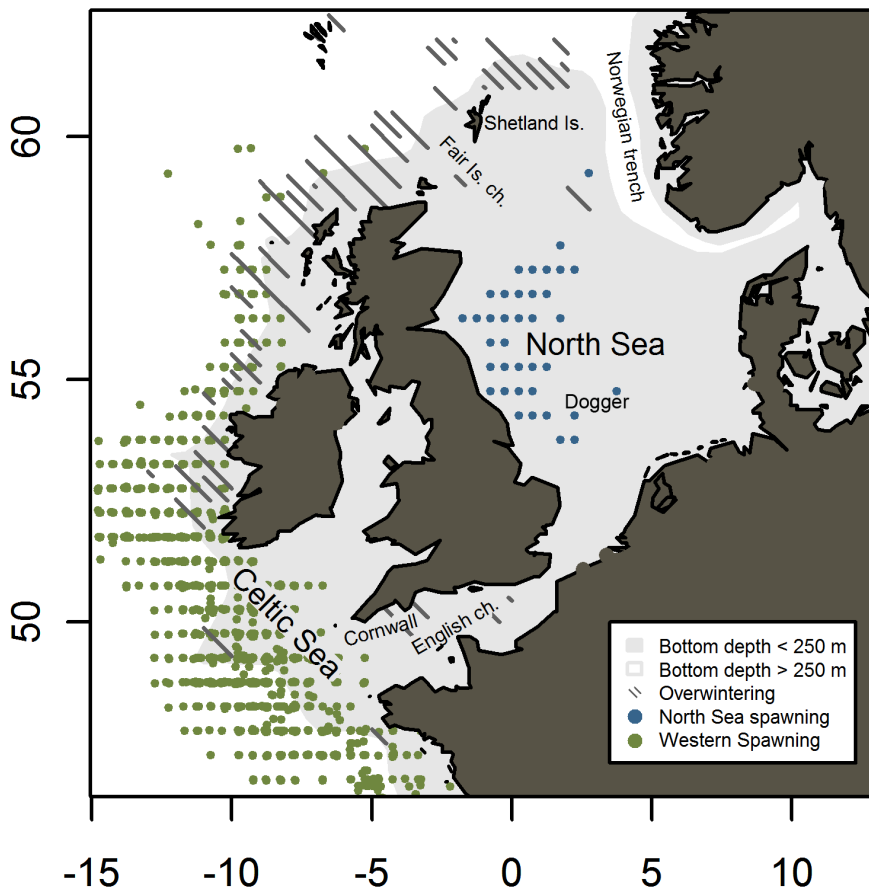 60
55
50
Shetland Is.
Norwegian trench
Fair Is. ch.
North Sea
Dogger
Celtic Sea
Cornwall
English ch.
Bottom depth < 250 m
Bottom depth > 250 m
Overwintering
North Sea spawning
Western Spawning
-15
-10
-5
0
5
10